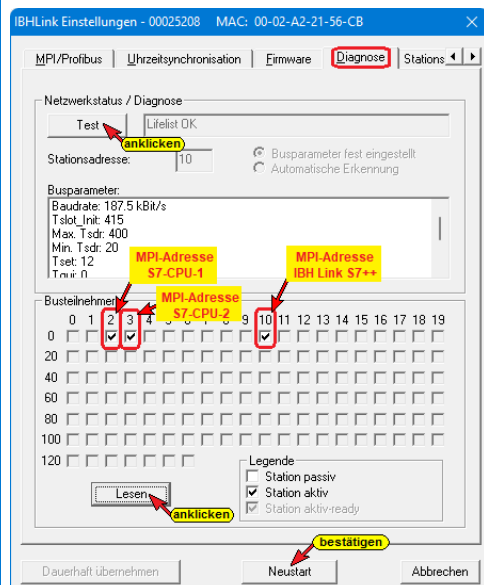 IBHLink Einstellungen - 00025208    MAC: 00-02-A2-21-56-CB
MPI/Profibus    Uhrzeitsynchronisation    Firmware    Diagnose    Stations
Netzwerkstatus / Diagnose
Test    Lifelist OK
anklicken
Stationsadresse:    10    Busparameter fest eingestellt
Automatische Erkennung
Busparameter:
Baudrate: 187.5 kBit/s
Tslot_Init: 415
Max. Tsdr: 400
Min. Tsdr: 20
Tset: 12
Tqui: 0
MPI-Adresse
S7-CPU-1
MPI-Adresse
IBH Link S7++
MPI-Adresse
S7-CPU-2
Busteilnehmer
0 1 2 3 4 5 6 7 8 9 10 11 12 13 14 15 16 17 18 19
0
20
40
60
80
100
120
Legende
Station passiv
Station aktiv
Station aktiv-ready
Lesen
anklicken
bestätigen
Dauerhaft übernehmen    Neustart    Abbrechen